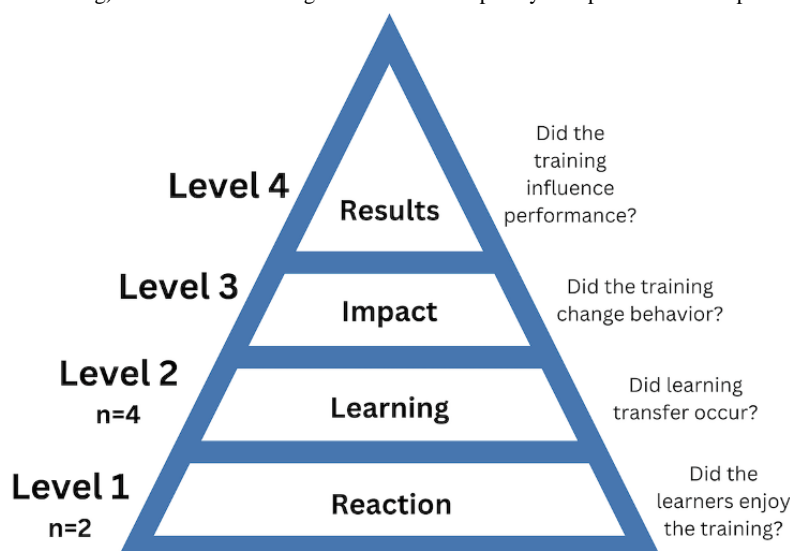 Did the
training
influence
performance?
Level 4
Results
Level 3
Impact
Did the training
change behavior?
Level 2
n=4
Learning
Did learning
transfer occur?
Level 1
n=2
Reaction
Did the
learners enjoy
the training?